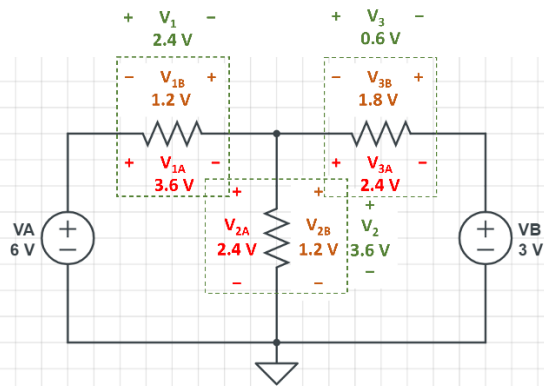 + V1 −
2.4 V
+ V3 −
0.6 V
− V1B +
1.2 V
− V3B +
1.8 V
+ V1A −
3.6 V
+ V3A −
2.4 V
+ +
V2A V2B
2.4 V 1.2 V
− −
+
V2
3.6 V
−
VA
6 V
+
−
VB
3 V
+
−